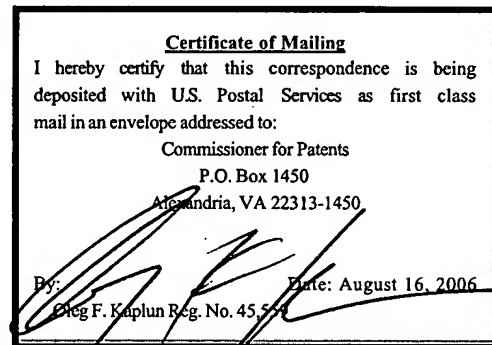 Certificate of Mailing
I hereby certify that this correspondence is being
deposited with U.S. Postal Services as first class
mail in an envelope addressed to:
Commissioner for Patents
P.O. Box 1450
Alexandria, VA 22313-1450
By: Date: August 16, 2006
Oleg F. Kaplun Reg. No.